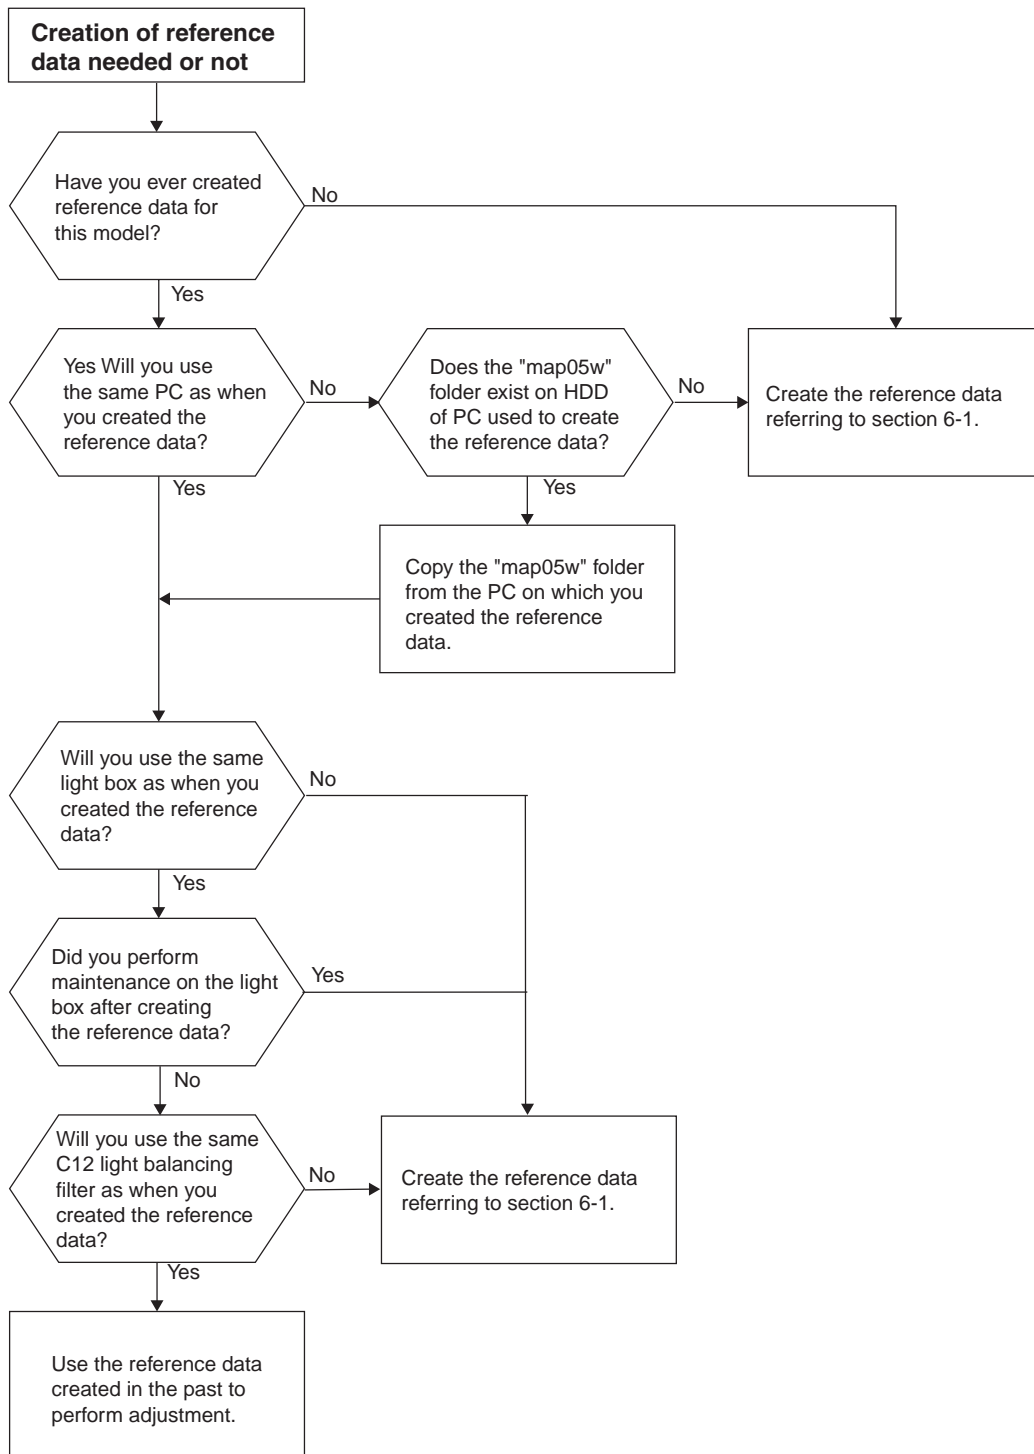 Creation of reference
data needed or not
Have you ever created
reference data for
this model?
No
Yes
Yes Will you use
the same PC as when
you created the
reference data?
No
Does the "map05w"
folder exist on HDD
of PC used to create
the reference data?
No
Create the reference data
referring to section 6-1.
Yes
Yes
Copy the "map05w" folder
from the PC on which you
created the reference
data.
Will you use the same
light box as when you
created the reference
data?
No
Yes
Did you perform
maintenance on the light
box after creating
the reference data?
Yes
No
Will you use the same
C12 light balancing
filter as when you
created the reference
data?
No
Create the reference data
referring to section 6-1.
Yes
Use the reference data
created in the past to
perform adjustment.